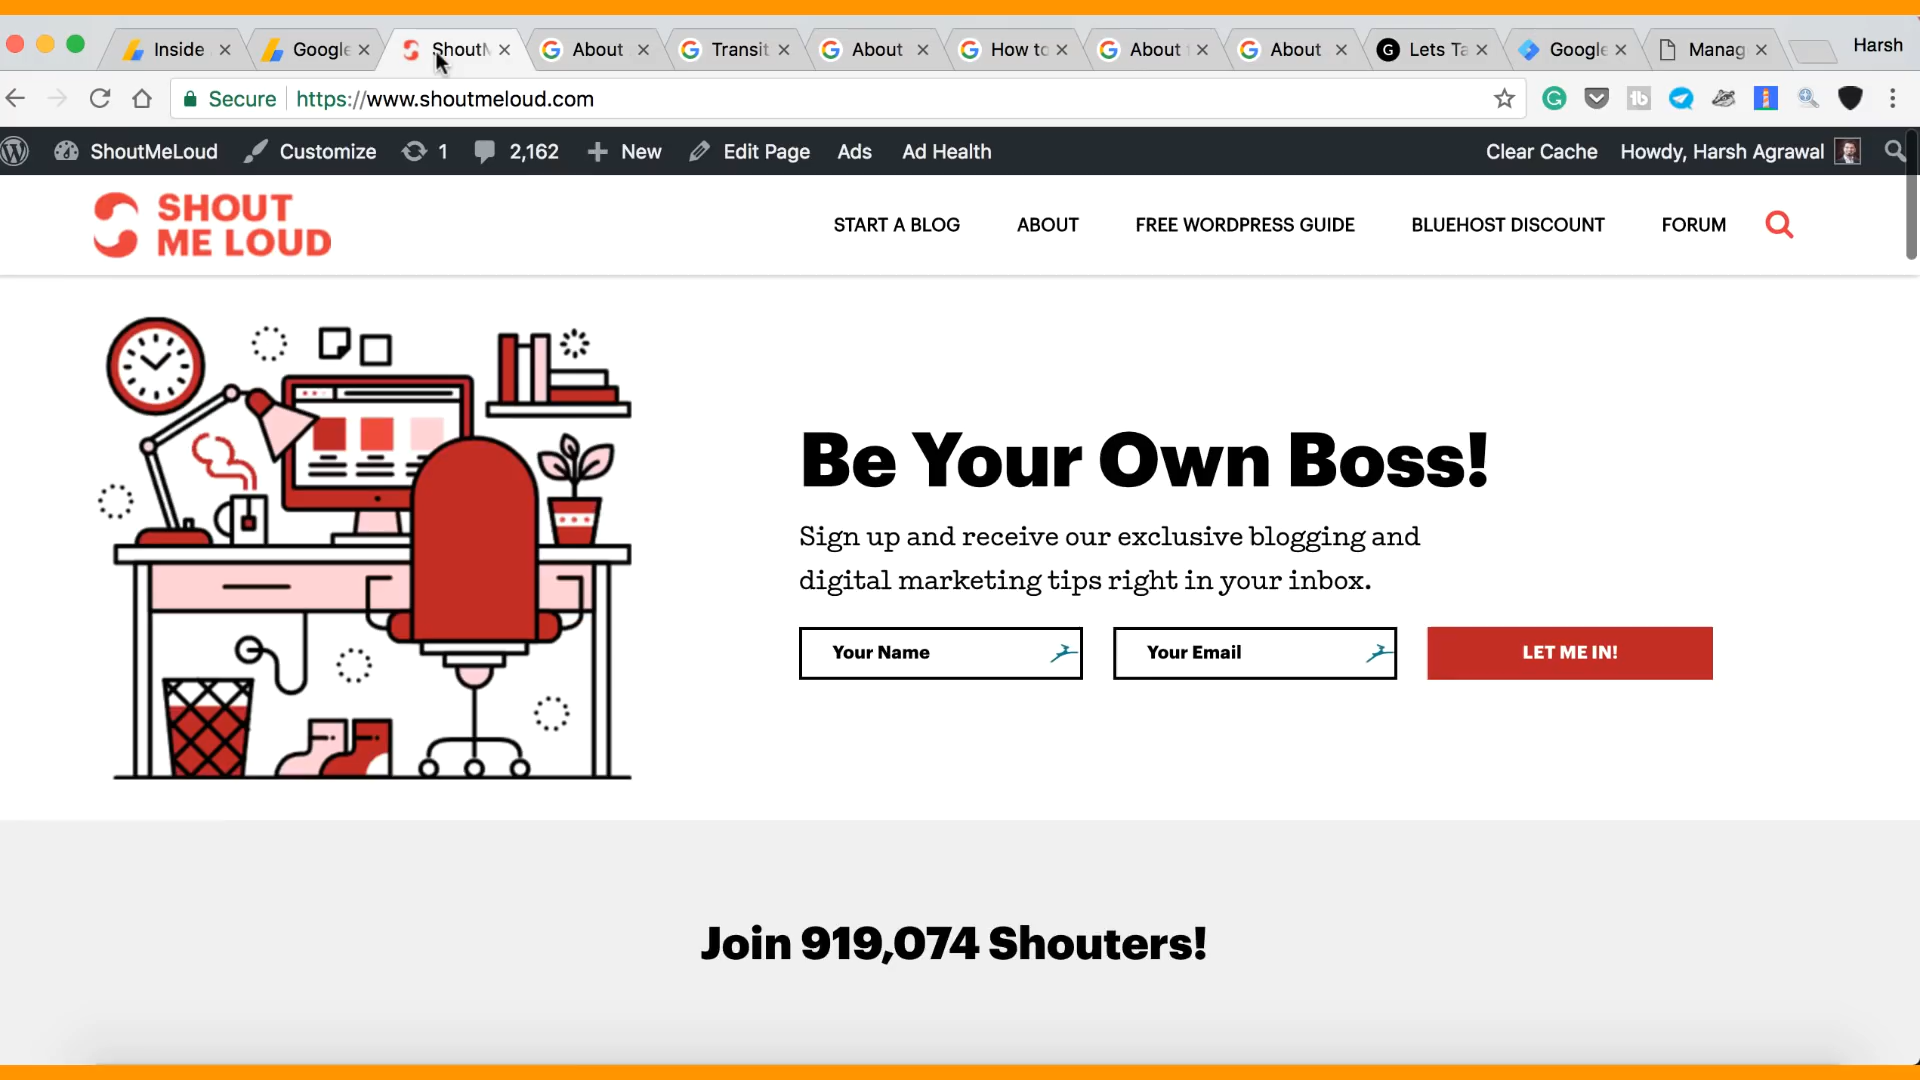 Inside
Google
ShoutM
About
Transit
About
How to
About
About
Lets Ta
Google
Manag
Harsh
Secure
https://www.shoutmeloud.com
ShoutMeLoud
Customize
1
2,162
New
Edit Page
Ads
Ad Health
Clear Cache
Howdy, Harsh Agrawal
SHOUT
ME LOUD
START A BLOG
ABOUT
FREE WORDPRESS GUIDE
BLUEHOST DISCOUNT
FORUM
Be Your Own Boss!
Sign up and receive our exclusive blogging and
digital marketing tips right in your inbox.
Your Name
Your Email
LET ME IN!
Join 919,074 Shouters!